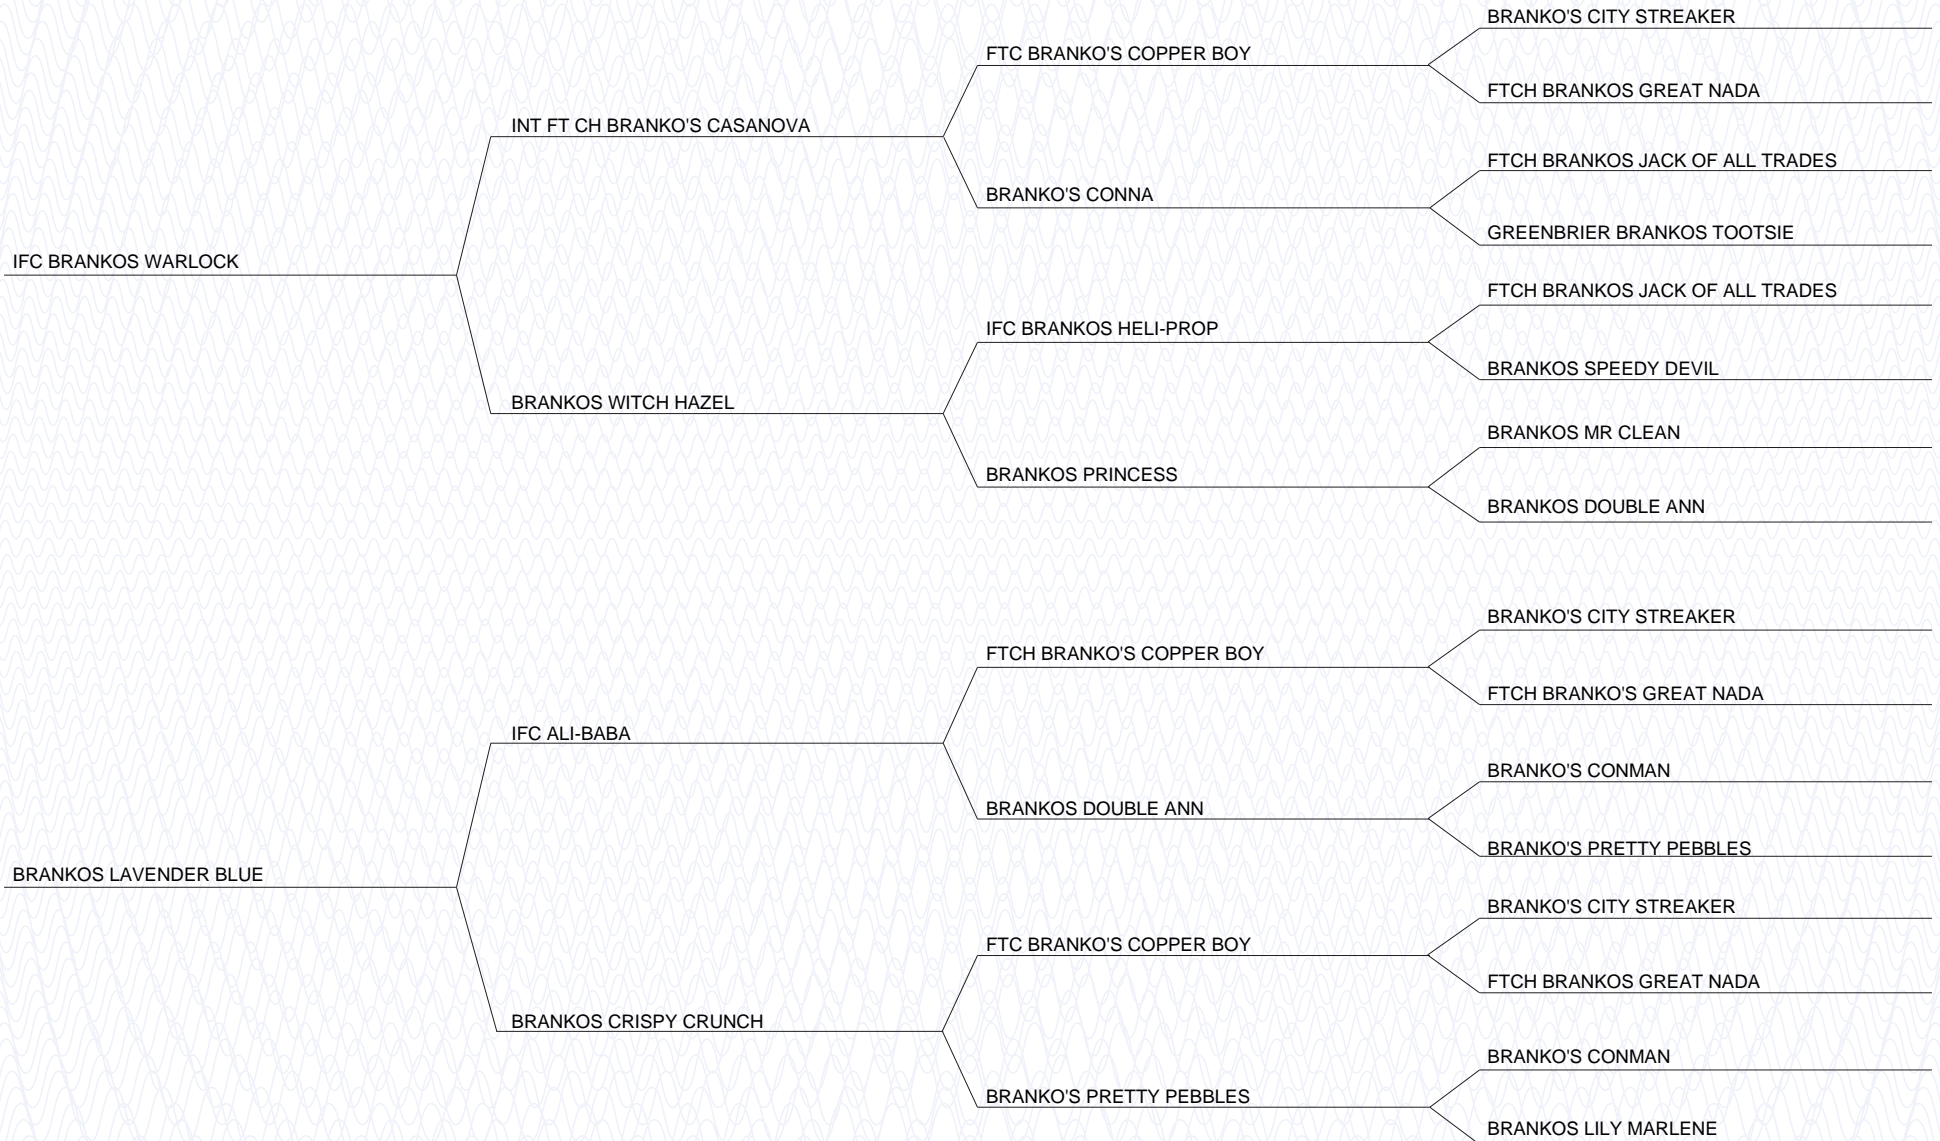 BRANKO'S CITY STREAKER
FTC BRANKO'S COPPER BOY
FTCH BRANKOS GREAT NADA
INT FT CH BRANKO'S CASANOVA
FTCH BRANKOS JACK OF ALL TRADES
BRANKO'S CONNA
GREENBRIER BRANKOS TOOTSIE
IFC BRANKOS WARLOCK
FTCH BRANKOS JACK OF ALL TRADES
IFC BRANKOS HELI-PROP
BRANKOS SPEEDY DEVIL
BRANKOS WITCH HAZEL
BRANKOS MR CLEAN
BRANKOS PRINCESS
BRANKOS DOUBLE ANN
BRANKO'S CITY STREAKER
FTCH BRANKO'S COPPER BOY
FTCH BRANKO'S GREAT NADA
IFC ALI-BABA
BRANKO'S CONMAN
BRANKOS DOUBLE ANN
BRANKO'S PRETTY PEBBLES
BRANKOS LAVENDER BLUE
BRANKO'S CITY STREAKER
FTC BRANKO'S COPPER BOY
FTCH BRANKOS GREAT NADA
BRANKOS CRISPY CRUNCH
BRANKO'S CONMAN
BRANKO'S PRETTY PEBBLES
BRANKOS LILY MARLENE